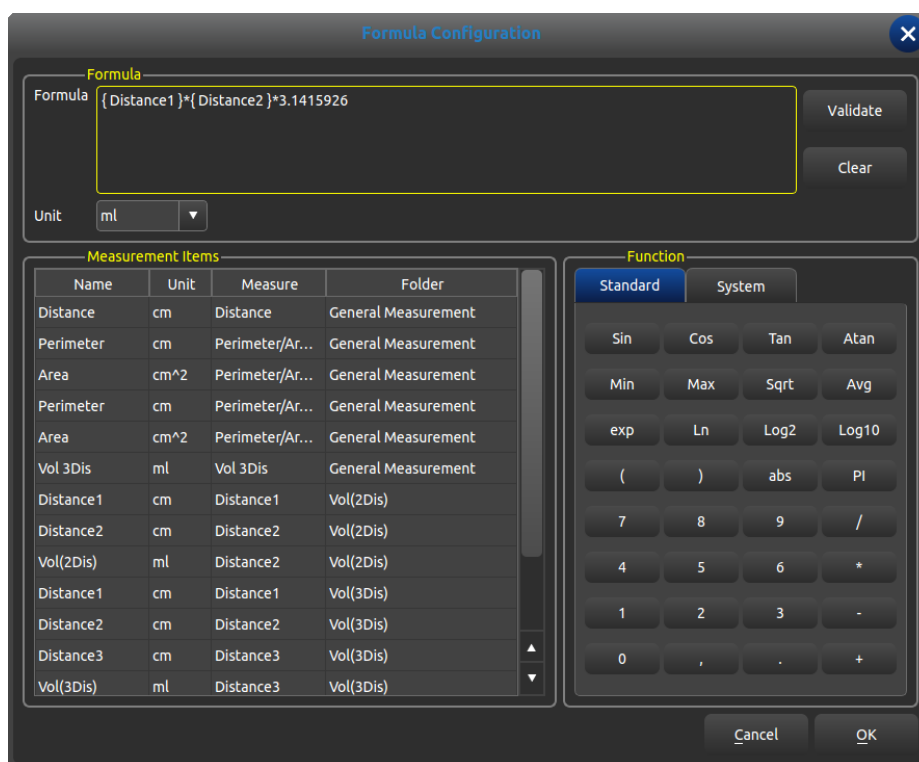 Formula Configuration
Formula
Formula {Distance1}*{Distance2}*3.1415926
Validate
Clear
Unit ml
Measurement Items
Name Unit Measure Folder
Distance cm Distance General Measurement
Perimeter cm Perimeter/Ar... General Measurement
Area cm^2 Perimeter/Ar... General Measurement
Perimeter cm Perimeter/Ar... General Measurement
Area cm^2 Perimeter/Ar... General Measurement
Vol 3Dis ml Vol 3Dis General Measurement
Distance1 cm Distance1 Vol(2Dis)
Distance2 cm Distance2 Vol(2Dis)
Vol(2Dis) ml Distance2 Vol(2Dis)
Distance1 cm Distance1 Vol(3Dis)
Distance2 cm Distance2 Vol(3Dis)
Distance3 cm Distance3 Vol(3Dis)
Vol(3Dis) ml Distance3 Vol(3Dis)
Function
Standard System
Sin Cos Tan Atan
Min Max Sqrt Avg
exp Ln Log2 Log10
( ) abs PI
7 8 9 /
4 5 6 *
1 2 3 -
0 , . +
Cancel OK